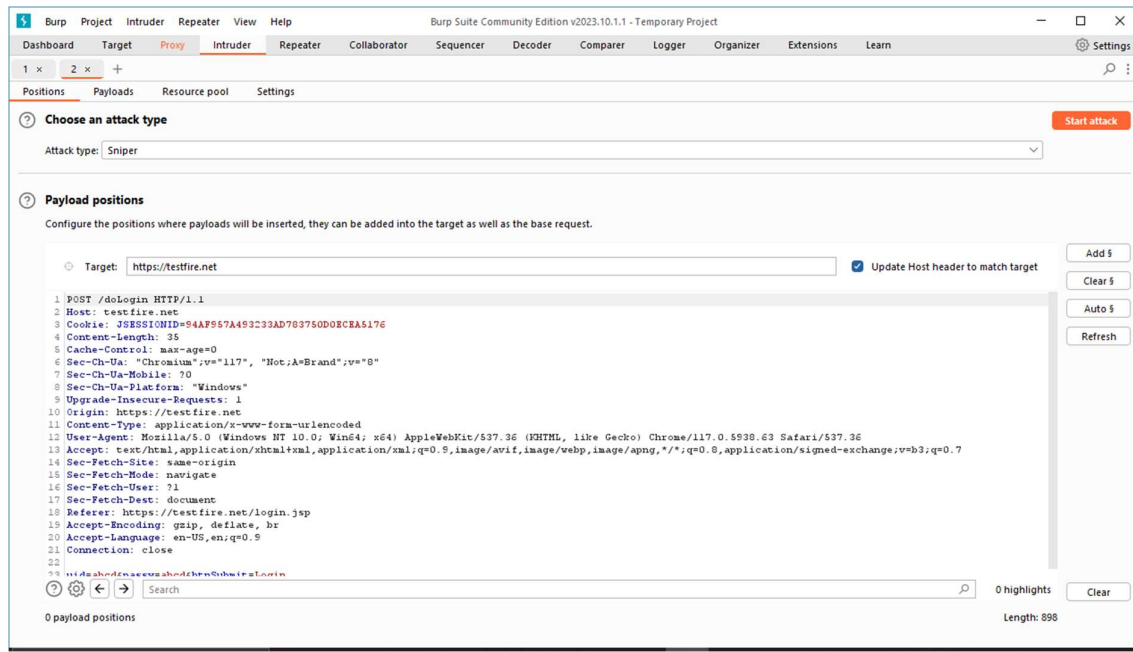 Burp Project Intruder Repeater View Help Burp Suite Community Edition v2023.10.1.1 - Temporary Project
Dashboard Target Proxy Intruder Repeater Collaborator Sequencer Decoder Comparer Logger Organizer Extensions Learn Settings
1 × 2 × +
Positions Payloads Resource pool Settings
? Choose an attack type Start attack
Attack type: Sniper
? Payload positions
Configure the positions where payloads will be inserted, they can be added into the target as well as the base request.
Add §
Target: https://testfire.net Update Host header to match target
Clear §
1 POST /doLogin HTTP/1.1
2 Host: testfire.net
Auto §
3 Cookie: JSESSIONID=94AF957A493233AD783750D0ECEA5176
4 Content-Length: 35
5 Cache-Control: max-age=0
Refresh
6 Sec-Ch-Ua: "Chromium";v="117", "Not;A=Brand";v="8"
7 Sec-Ch-Ua-Mobile: ?0
8 Sec-Ch-Ua-Platform: "Windows"
9 Upgrade-Insecure-Requests: 1
10 Origin: https://testfire.net
11 Content-Type: application/x-www-form-urlencoded
12 User-Agent: Mozilla/5.0 (Windows NT 10.0; Win64; x64) AppleWebKit/537.36 (KHTML, like Gecko) Chrome/117.0.5938.63 Safari/537.36
13 Accept: text/html,application/xhtml+xml,application/xml;q=0.9,image/avif,image/webp,image/apng,*/*;q=0.8,application/signed-exchange;v=b3;q=0.7
14 Sec-Fetch-Site: same-origin
15 Sec-Fetch-Mode: navigate
16 Sec-Fetch-User: ?1
17 Sec-Fetch-Dest: document
18 Referer: https://testfire.net/login.jsp
19 Accept-Encoding: gzip, deflate, br
20 Accept-Language: en-US,en;q=0.9
21 Connection: close
22
23 uid=abcd&passw=abcd&btnSubmit=Login
? Search 0 highlights Clear
0 payload positions Length: 898